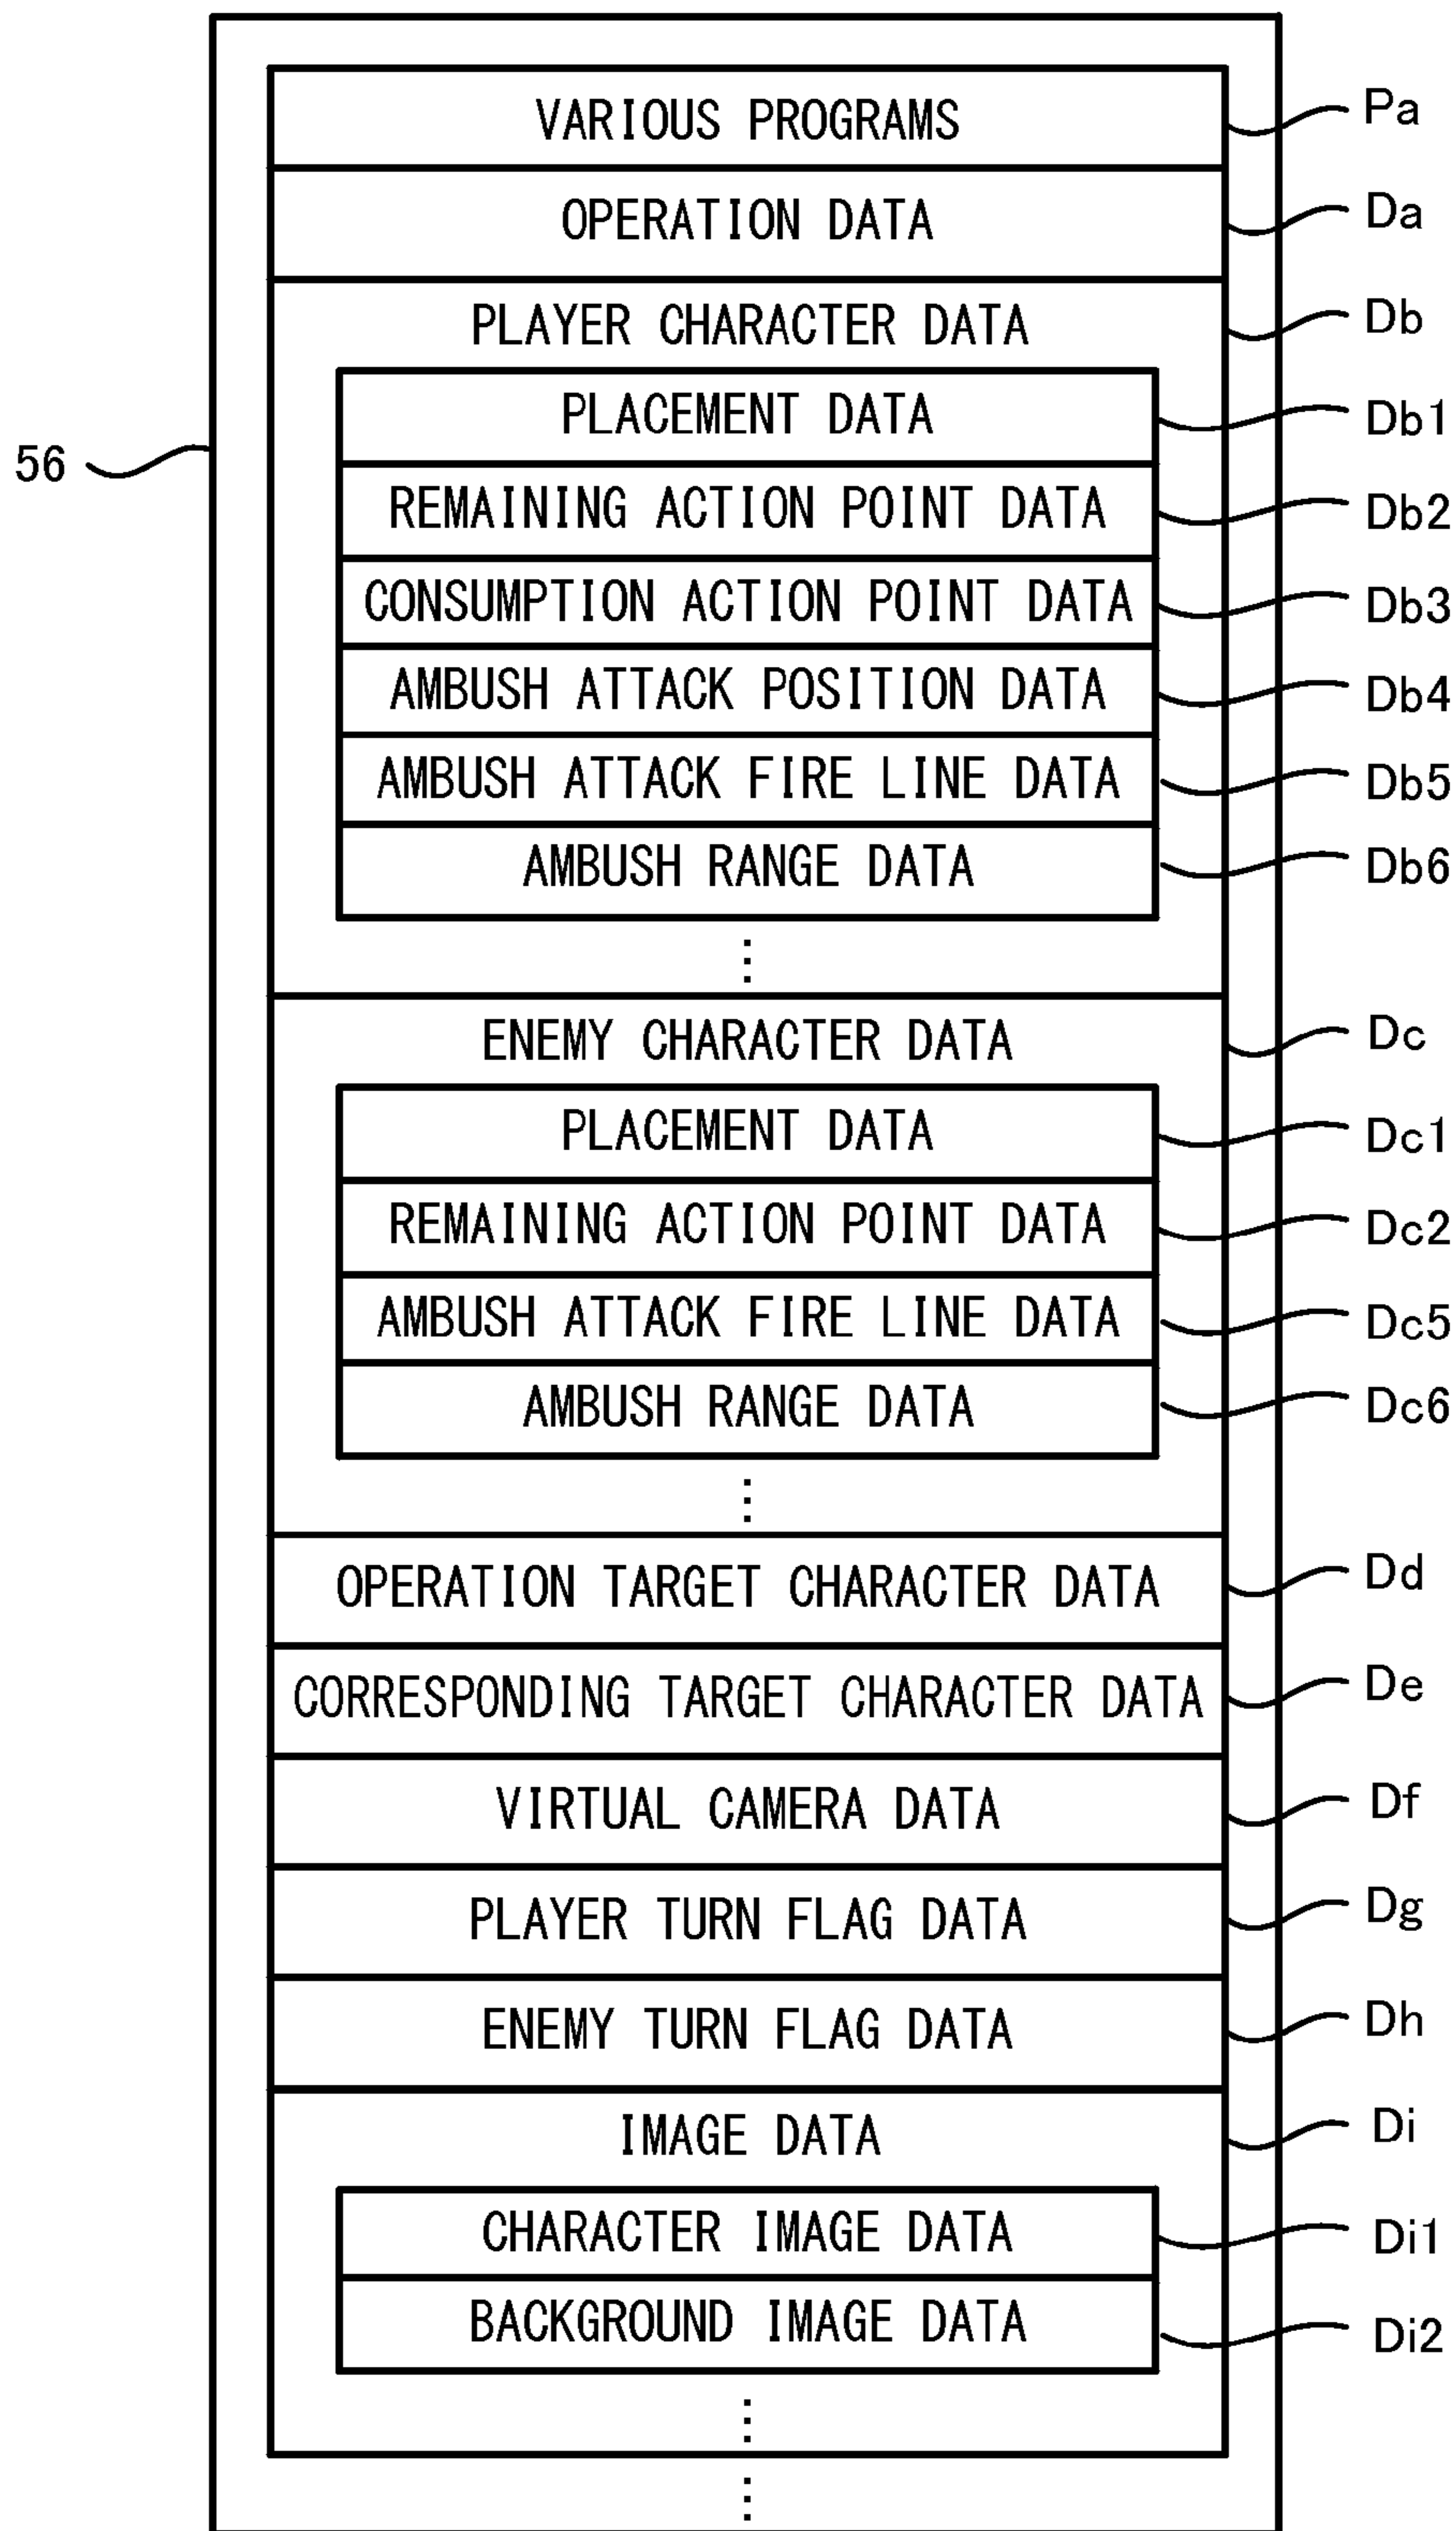 VARIOUS PROGRAMS Pa
OPERATION DATA Da
PLAYER CHARACTER DATA Db
PLACEMENT DATA Db1
56
REMAINING ACTION POINT DATA Db2
CONSUMPTION ACTION POINT DATA Db3
AMBUSH ATTACK POSITION DATA Db4
AMBUSH ATTACK FIRE LINE DATA Db5
AMBUSH RANGE DATA Db6
ENEMY CHARACTER DATA Dc
PLACEMENT DATA Dc1
REMAINING ACTION POINT DATA Dc2
AMBUSH ATTACK FIRE LINE DATA Dc5
AMBUSH RANGE DATA Dc6
OPERATION TARGET CHARACTER DATA Dd
CORRESPONDING TARGET CHARACTER DATA De
VIRTUAL CAMERA DATA Df
PLAYER TURN FLAG DATA Dg
ENEMY TURN FLAG DATA Dh
IMAGE DATA Di
CHARACTER IMAGE DATA Di1
BACKGROUND IMAGE DATA Di2